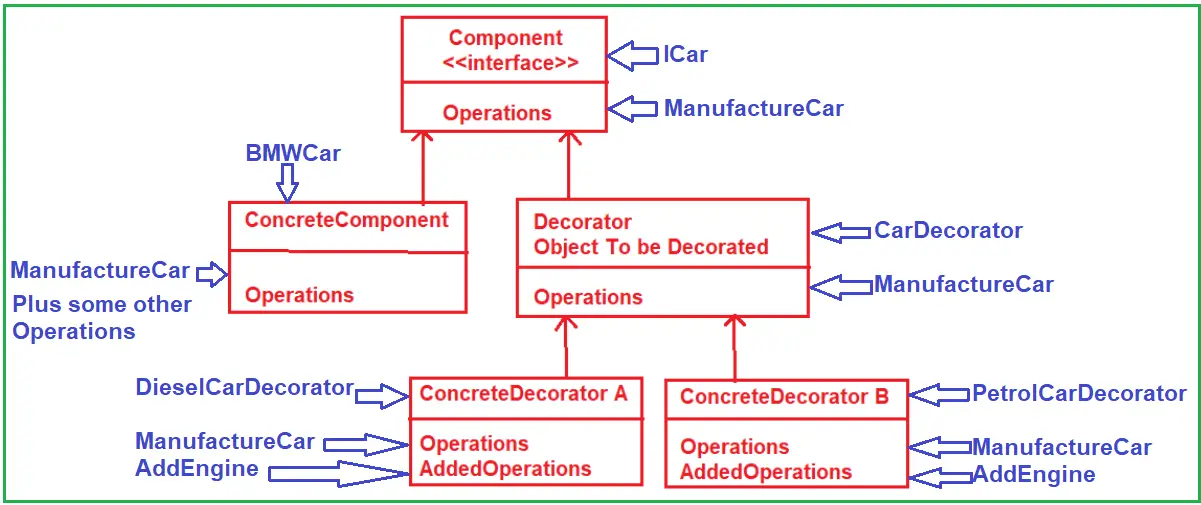 Component
<<interface>>
ICar
Operations
ManufactureCar
BMWCar
ConcreteComponent
Operations
ManufactureCar
Plus some other
Operations
Decorator
Object To be Decorated
CarDecorator
Operations
ManufactureCar
DieselCarDecorator
ConcreteDecorator A
ManufactureCar
Operations
AddEngine
AddedOperations
ConcreteDecorator B
PetrolCarDecorator
Operations
ManufactureCar
AddedOperations
AddEngine